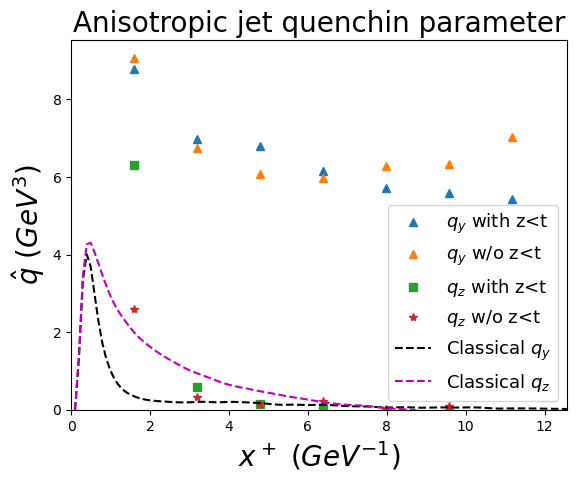 Anisotropic jet quenchin parameter
q̂ (GeV³)
8
6
4
2
0
q_y with z<t
q_y w/o z<t
q_z with z<t
q_z w/o z<t
Classical q_y
Classical q_z
0 2 4 6 8 10 12
x⁺ (GeV⁻¹)